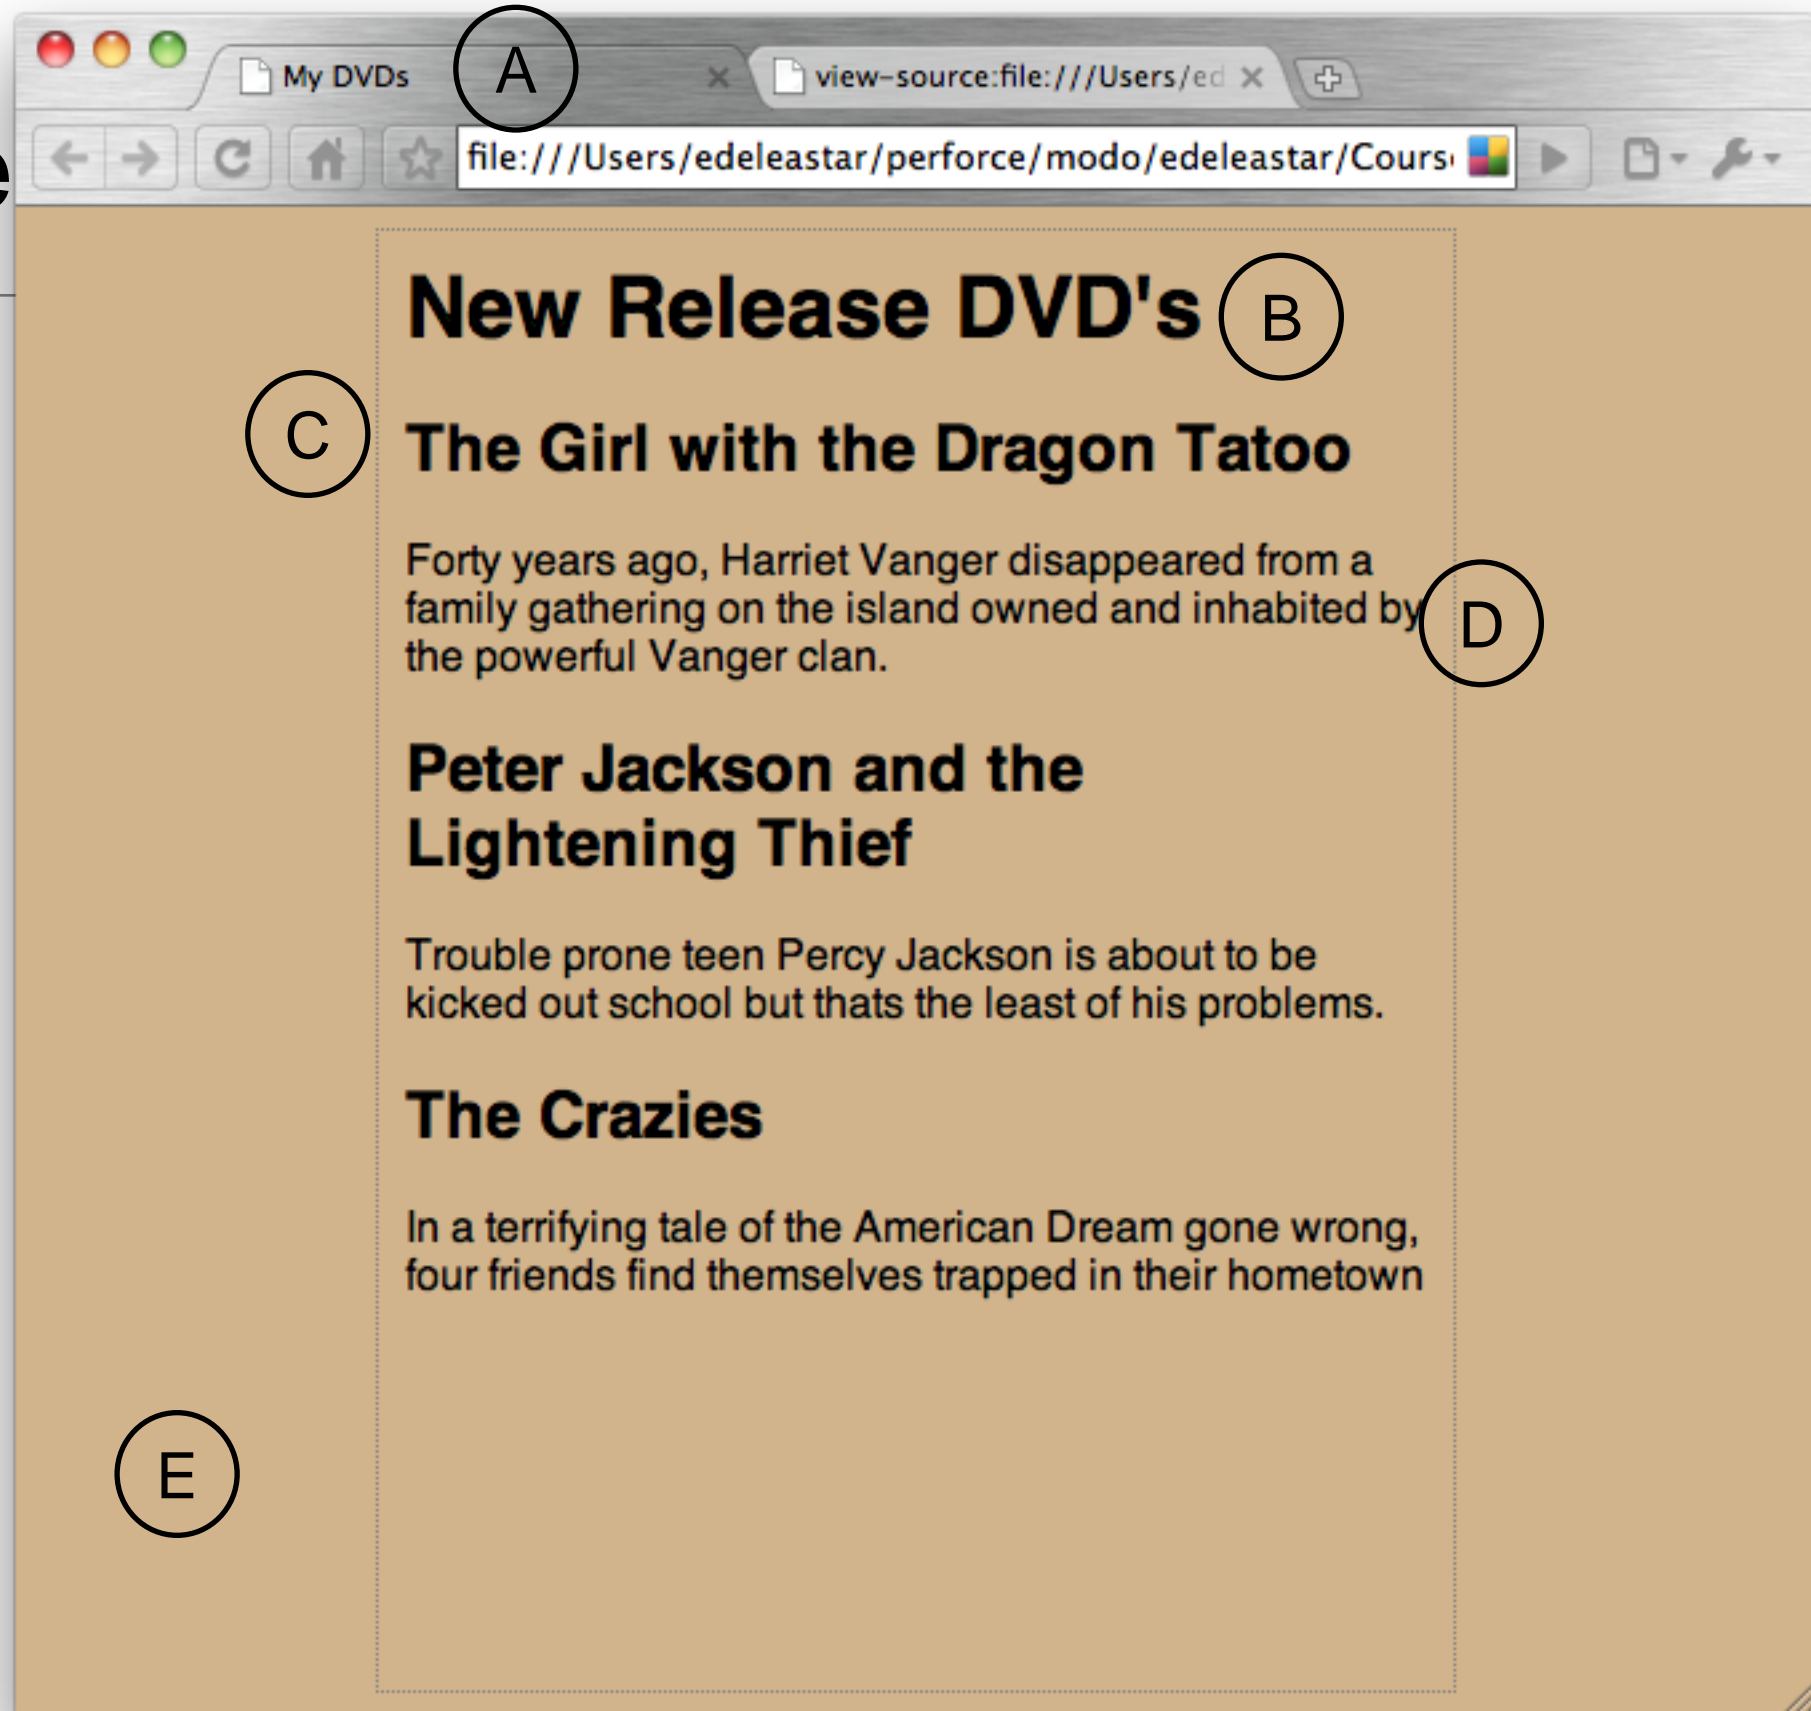 A
My DVDs
view-source:file:///Users/ed
file:///Users/edeleastar/perforce/modo/edeleastar/Cours
e
New Release DVD's
B
C
The Girl with the Dragon Tatoo
Forty years ago, Harriet Vanger disappeared from a
family gathering on the island owned and inhabited by
D
the powerful Vanger clan.
Peter Jackson and the
Lightening Thief
Trouble prone teen Percy Jackson is about to be
kicked out school but thats the least of his problems.
The Crazies
In a terrifying tale of the American Dream gone wrong,
four friends find themselves trapped in their hometown
E